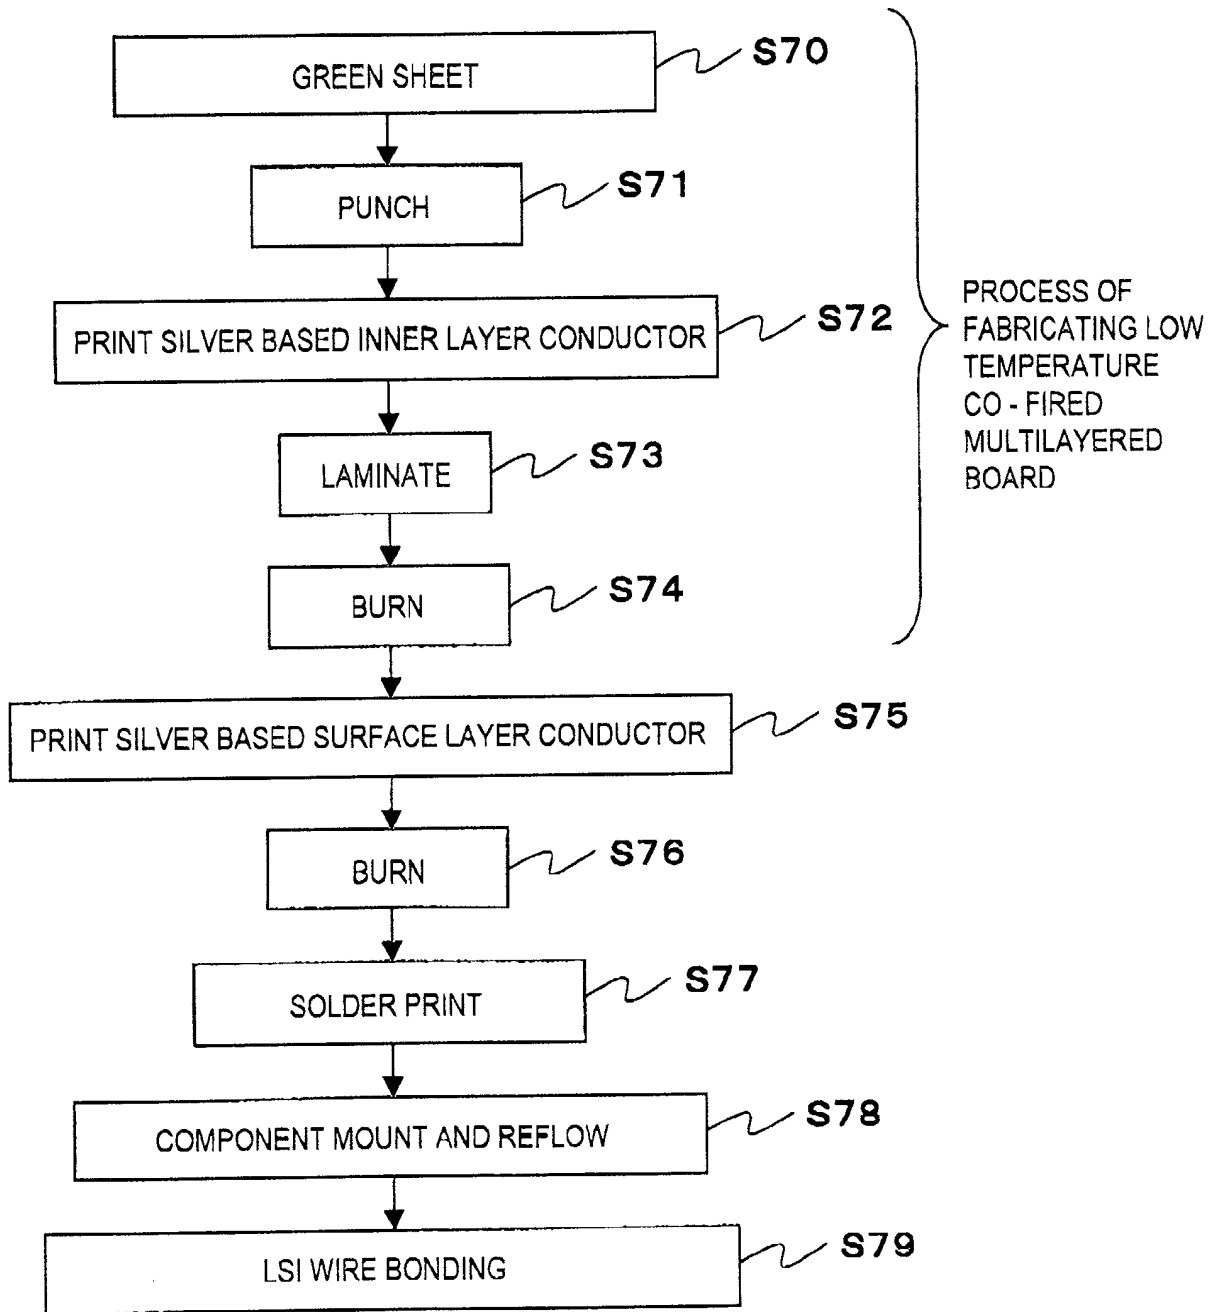 GREEN SHEET
S70
PUNCH
S71
PRINT SILVER BASED INNER LAYER CONDUCTOR
S72
LAMINATE
S73
BURN
S74
PROCESS OF
FABRICATING LOW
TEMPERATURE
CO - FIRED
MULTILAYERED
BOARD
PRINT SILVER BASED SURFACE LAYER CONDUCTOR
S75
BURN
S76
SOLDER PRINT
S77
COMPONENT MOUNT AND REFLOW
S78
LSI WIRE BONDING
S79